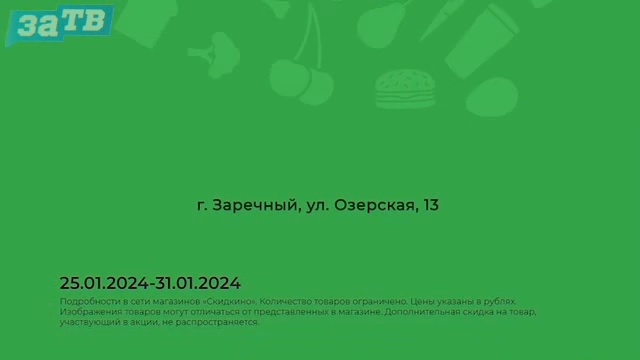 заТВ
г. Заречный, ул. Озерская, 13
25.01.2024-31.01.2024
Подробности в сети магазинов «Скидкино». Количество товаров ограничено. Цены указаны в рублях.
Изображения товаров могут отличаться от представленных в магазине. Дополнительная скидка на товар,
участвующий в акции, не распространяется.